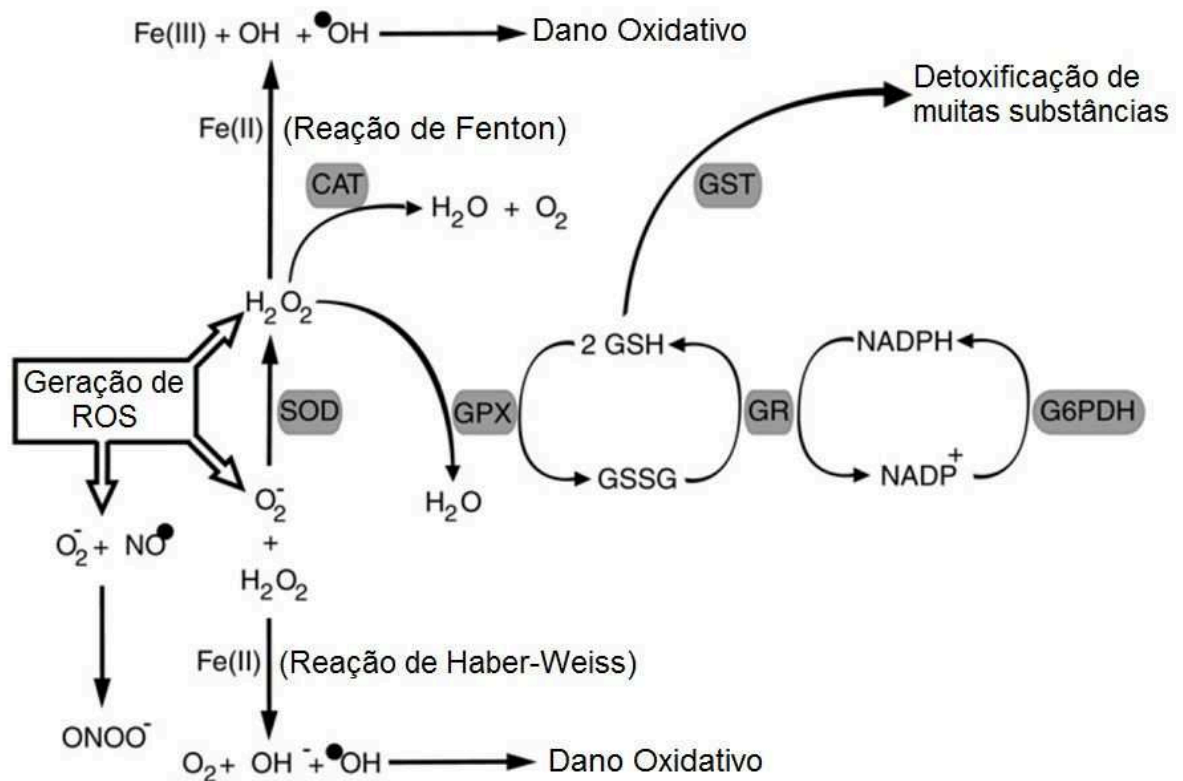 Fe(III) + OH + •OH → Dano Oxidativo
Detoxificação de
muitas substâncias
Fe(II) (Reação de Fenton)
CAT
GST
H₂O + O₂
H₂O₂
2 GSH
NADPH
Geração de
ROS
SOD
GPX
GR
G6PDH
GSSG
NADP⁺
H₂O
O₂⁻
O₂⁻ + NO•
+
H₂O₂
Fe(II) (Reação de Haber-Weiss)
ONOO⁻
O₂ + OH⁻ + •OH → Dano Oxidativo